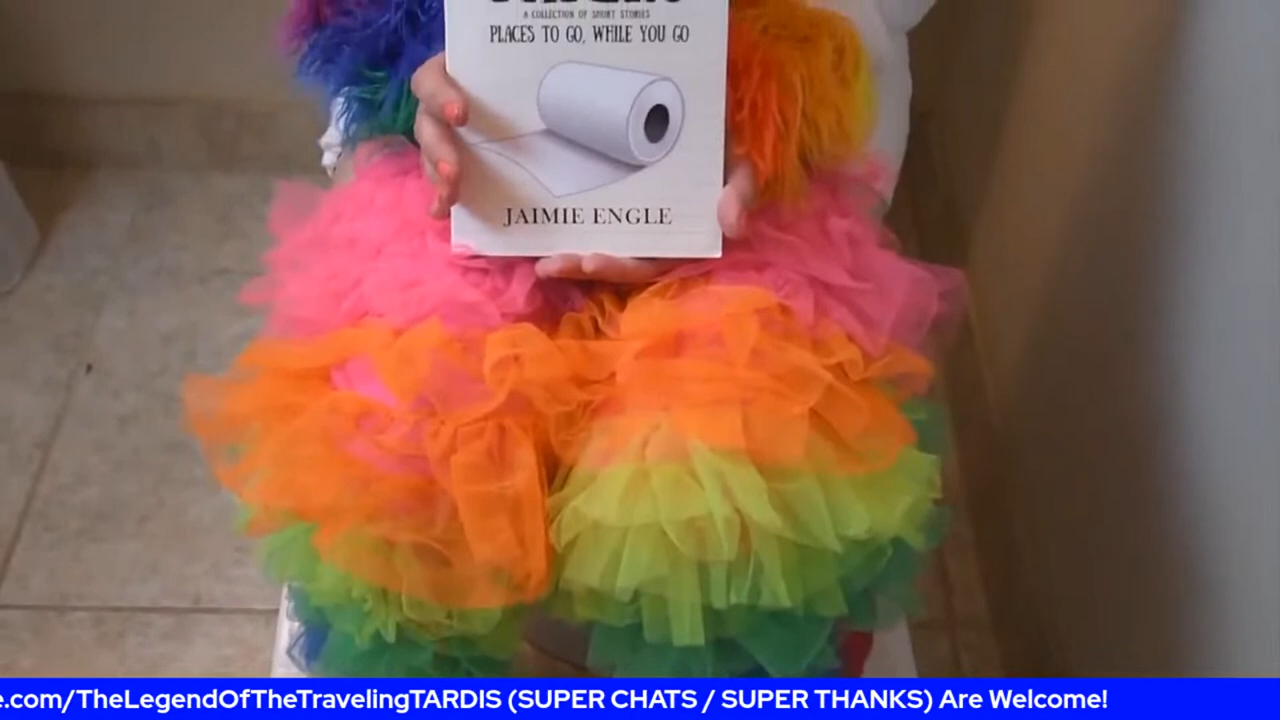 A COLLECTION OF SHORT STORIES
PLACES TO GO, WHILE YOU GO
JAIMIE ENGLE
e.com/TheLegendOfTheTravelingTARDIS (SUPER CHATS / SUPER THANKS) Are Welcome!